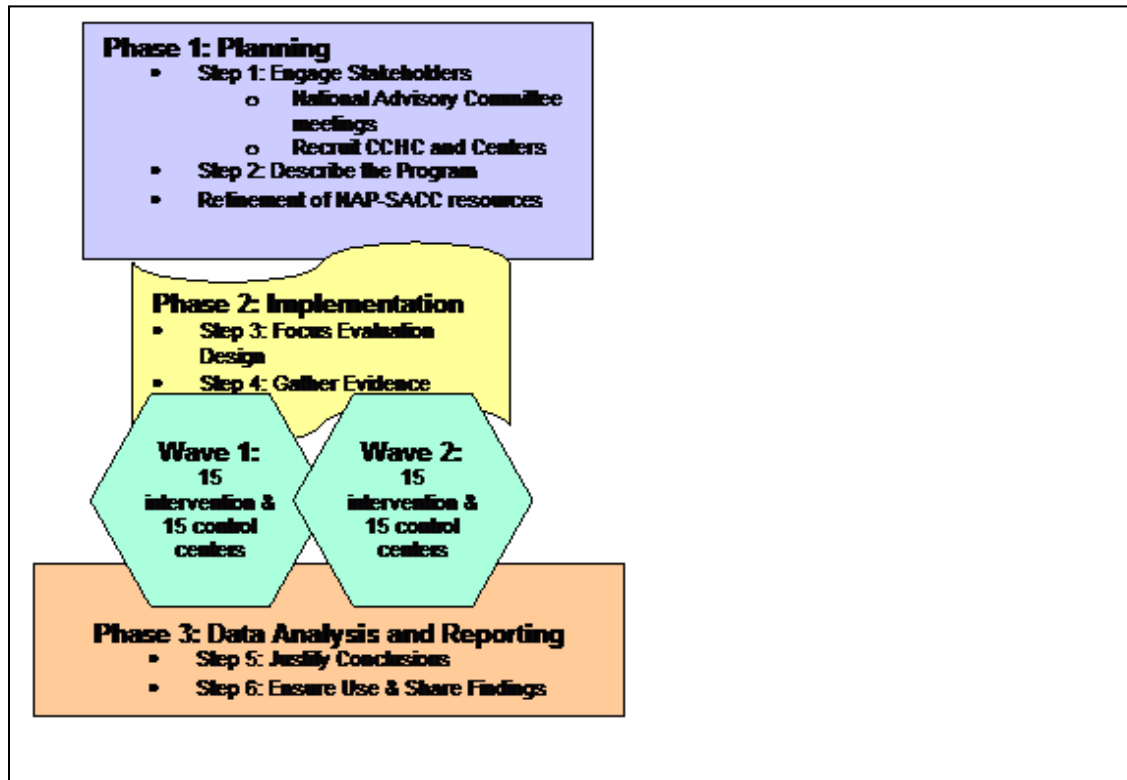 Phase 1: Planning
• Step 1: Engage Stakeholders
o National Advisory Committee
meetings
o Recruit CCHC and Centers
• Step 2: Describe the Program
• Refinement of NAP-SACC resources
Phase 2: Implementation
• Step 3: Focus Evaluation
Design
• Step 4: Gather Evidence
Wave 1:
15
intervention &
15 control
centers
Wave 2:
15
intervention &
15 control
centers
Phase 3: Data Analysis and Reporting
• Step 5: Justify Conclusions
• Step 6: Ensure Use & Share Findings